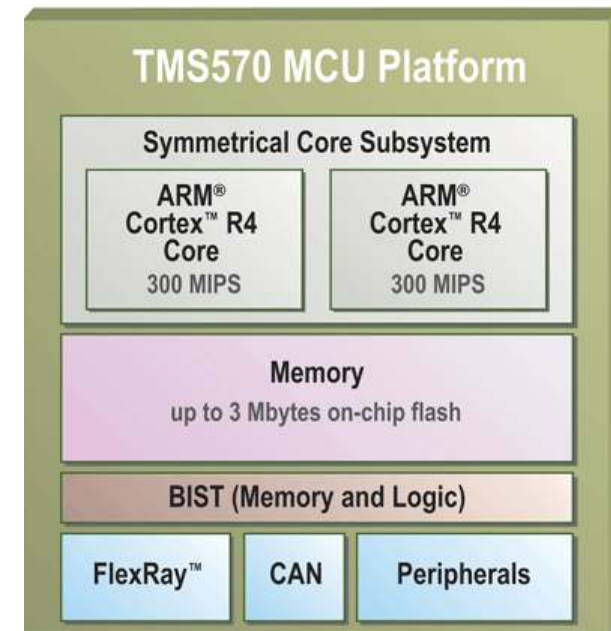 TMS570 MCU Platform
Symmetrical Core Subsystem
ARM®
Cortex™ R4
Core
300 MIPS
ARM®
Cortex™ R4
Core
300 MIPS
Memory
up to 3 Mbytes on-chip flash
BIST (Memory and Logic)
FlexRay™
CAN
Peripherals